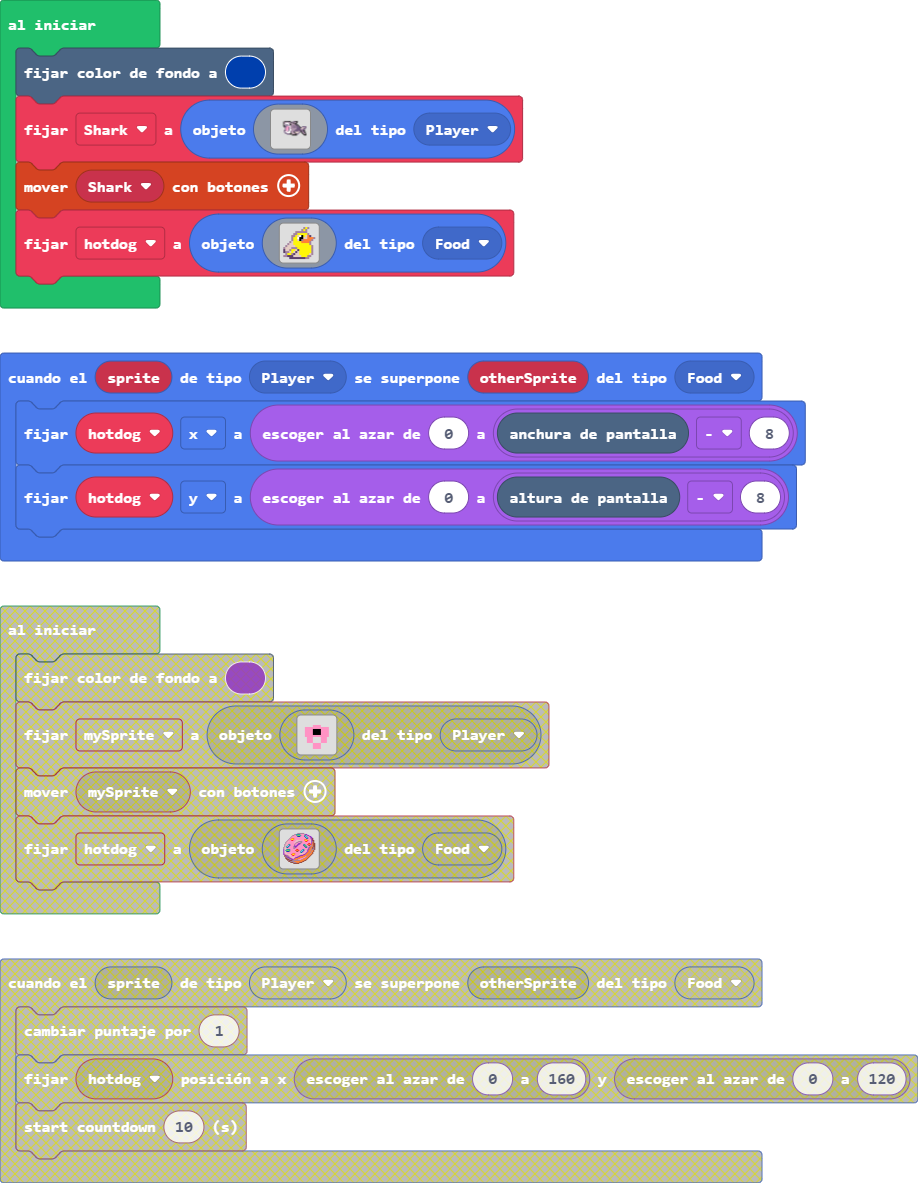 al iniciar
fijar color de fondo a
fijar Shark a objeto del tipo Player
mover Shark con botones
fijar hotdog a objeto del tipo Food
cuando el sprite de tipo Player se superpone otherSprite del tipo Food
fijar hotdog x a escoger al azar de 0 a anchura de pantalla - 8
fijar hotdog y a escoger al azar de 0 a altura de pantalla - 8
al iniciar
fijar color de fondo a
fijar mySprite a objeto del tipo Player
mover mySprite con botones
fijar hotdog a objeto del tipo Food
cuando el sprite de tipo Player se superpone otherSprite del tipo Food
cambiar puntaje por 1
fijar hotdog posición a x escoger al azar de 0 a 160 y escoger al azar de 0 a 120
start countdown 10 (s)